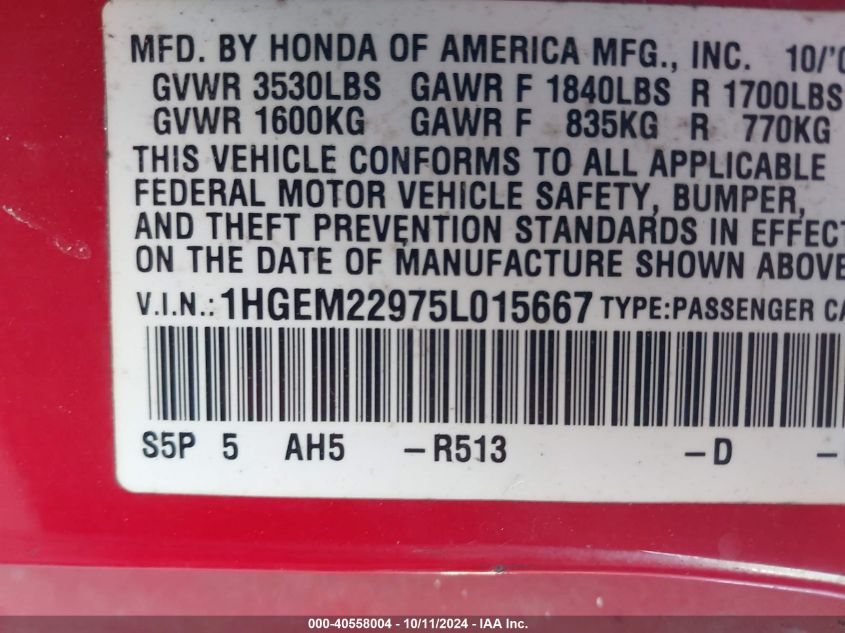 MFD. BY HONDA OF AMERICA MFG., INC. 10/'0
GVWR 3530LBS GAWR F 1840LBS R 1700LBS
GVWR 1600KG GAWR F 835KG R 770KG
THIS VEHICLE CONFORMS TO ALL APPLICABLE
FEDERAL MOTOR VEHICLE SAFETY, BUMPER,
AND THEFT PREVENTION STANDARDS IN EFFECT
ON THE DATE OF MANUFACTURE SHOWN ABOVE
V.I.N.: 1HGEM22975L015667 TYPE:PASSENGER CA
S5P 5 AH5 -R513 -D -
000-40558004 - 10/11/2024 - IAA Inc.